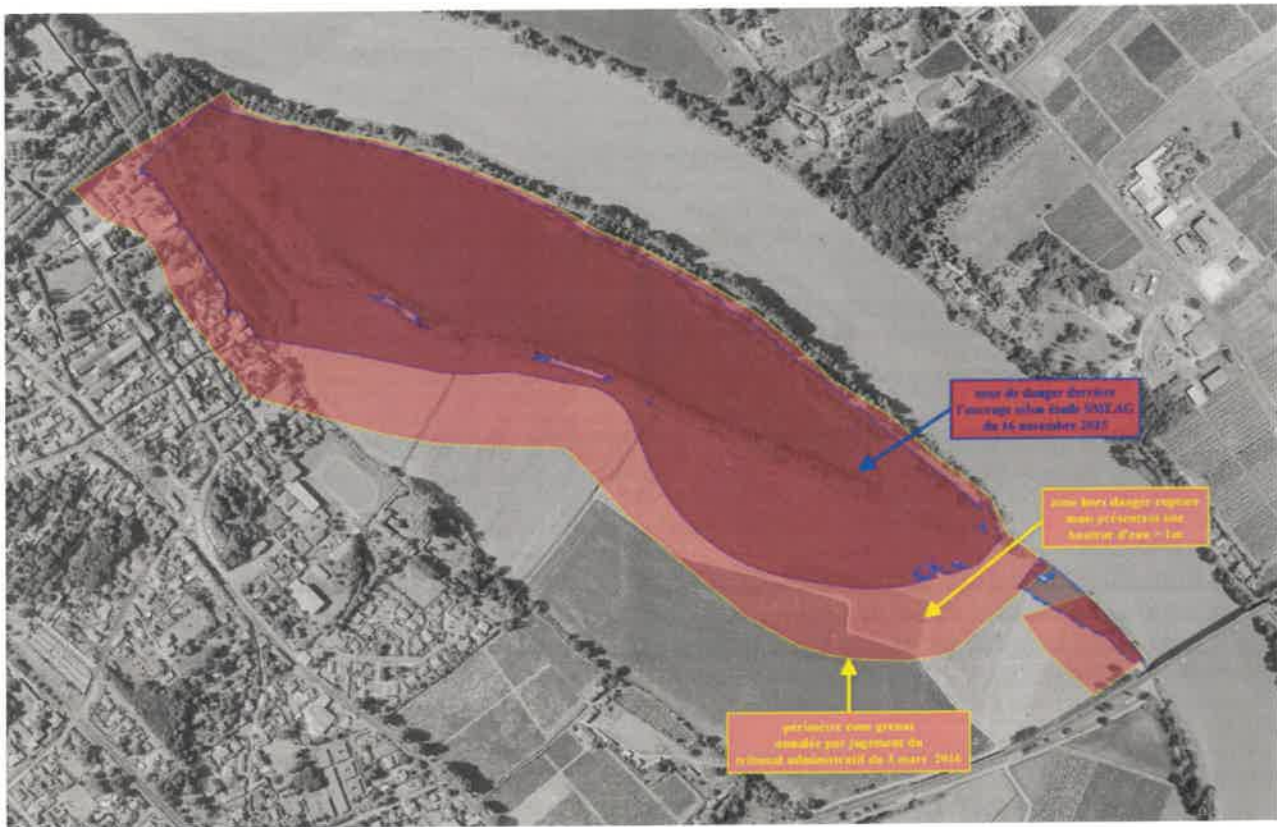 zone de danger derrière
l'ouvrage selon étude SMEAG
du 16 novembre 2015
zone hors danger rupture
mais présentant une
hauteur d'eau > 1m
périmètre zone grenat
annulée par jugement du
tribunal administratif du 3 mars 2016